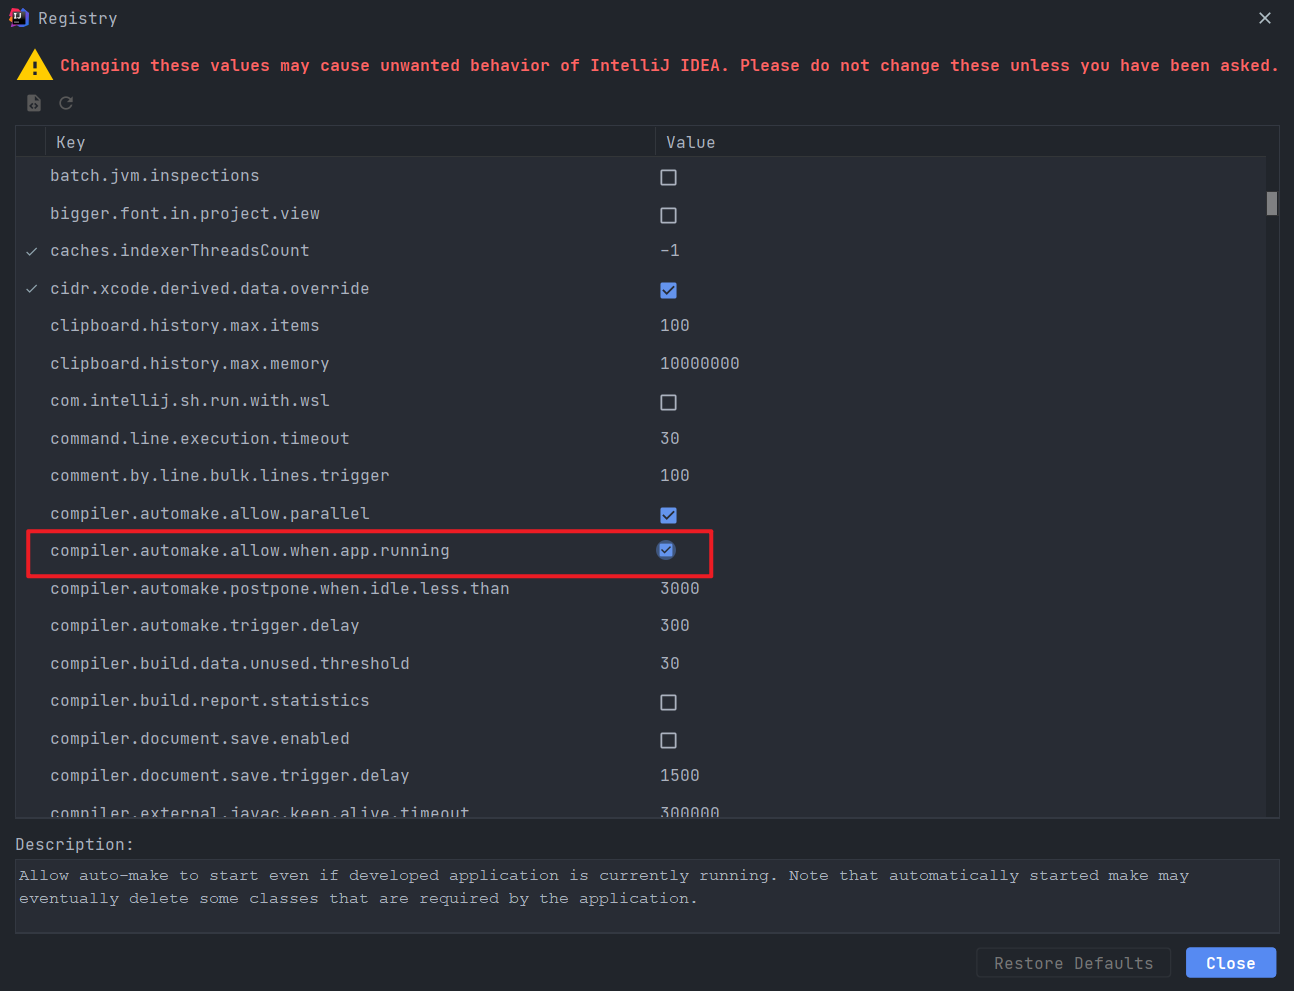 Registry
Changing these values may cause unwanted behavior of IntelliJ IDEA. Please do not change these unless you have been asked.
Key Value
batch.jvm.inspections
bigger.font.in.project.view
caches.indexerThreadsCount -1
cidr.xcode.derived.data.override
clipboard.history.max.items 100
clipboard.history.max.memory 10000000
com.intellij.sh.run.with.wsl
command.line.execution.timeout 30
comment.by.line.bulk.lines.trigger 100
compiler.automake.allow.parallel
compiler.automake.allow.when.app.running
compiler.automake.postpone.when.idle.less.than 3000
compiler.automake.trigger.delay 300
compiler.build.data.unused.threshold 30
compiler.build.report.statistics
compiler.document.save.enabled
compiler.document.save.trigger.delay 1500
compiler.external.javac.keep.alive.timeout 300000
Description:
Allow auto-make to start even if developed application is currently running. Note that automatically started make may
eventually delete some classes that are required by the application.
Restore Defaults Close